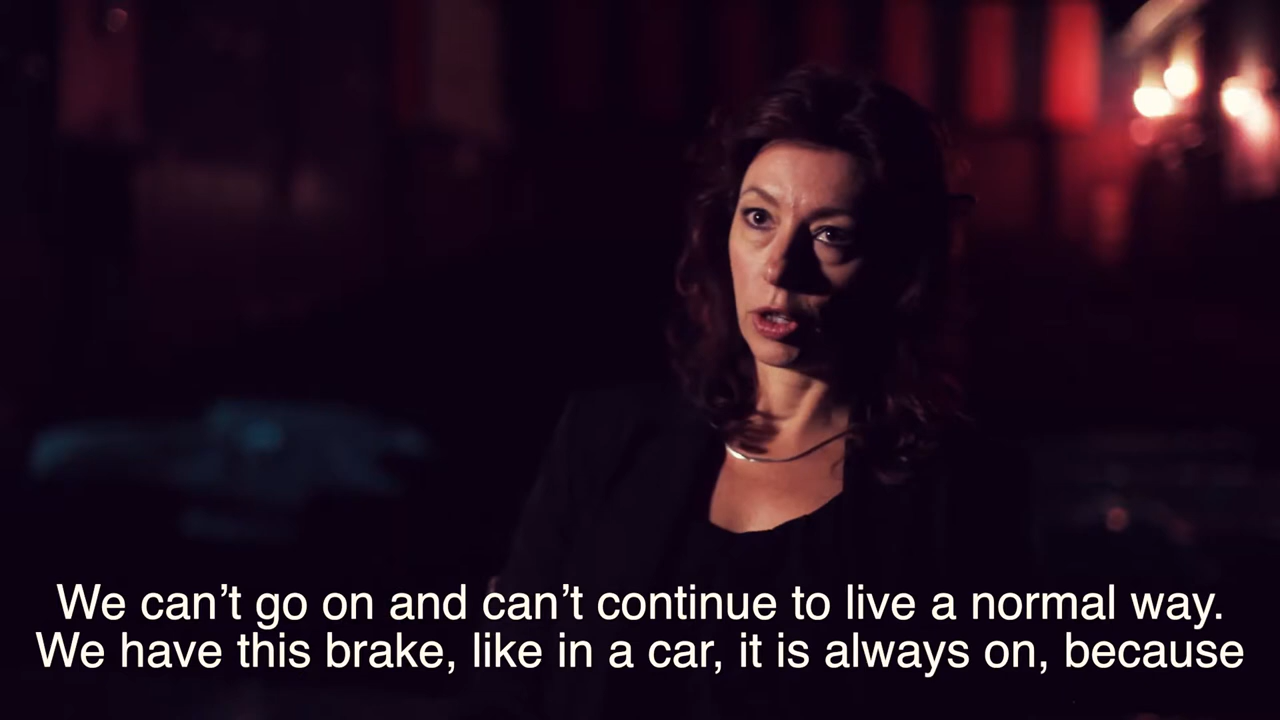 We can’t go on and can’t continue to live a normal way.
We have this brake, like in a car, it is always on, because